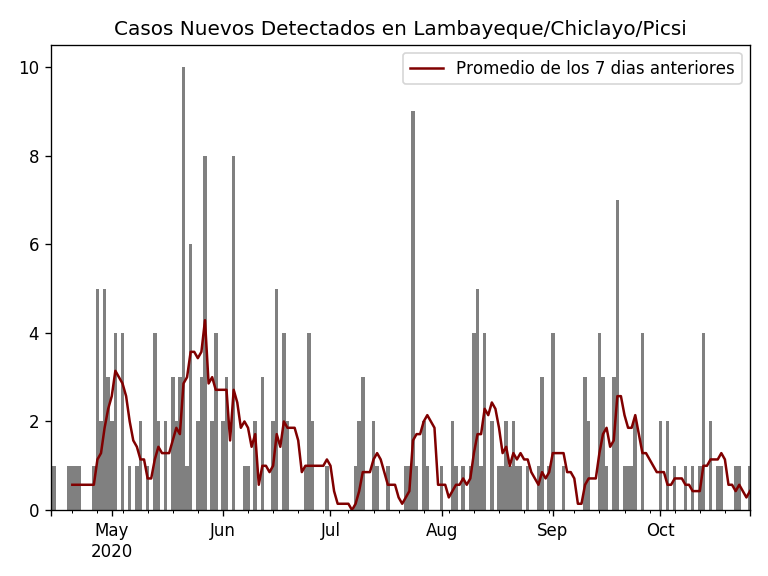 Casos Nuevos Detectados en Lambayeque/Chiclayo/Picsi
Promedio de los 7 dias anteriores
10
8
6
4
2
0
May Jun Jul Aug Sep Oct
2020